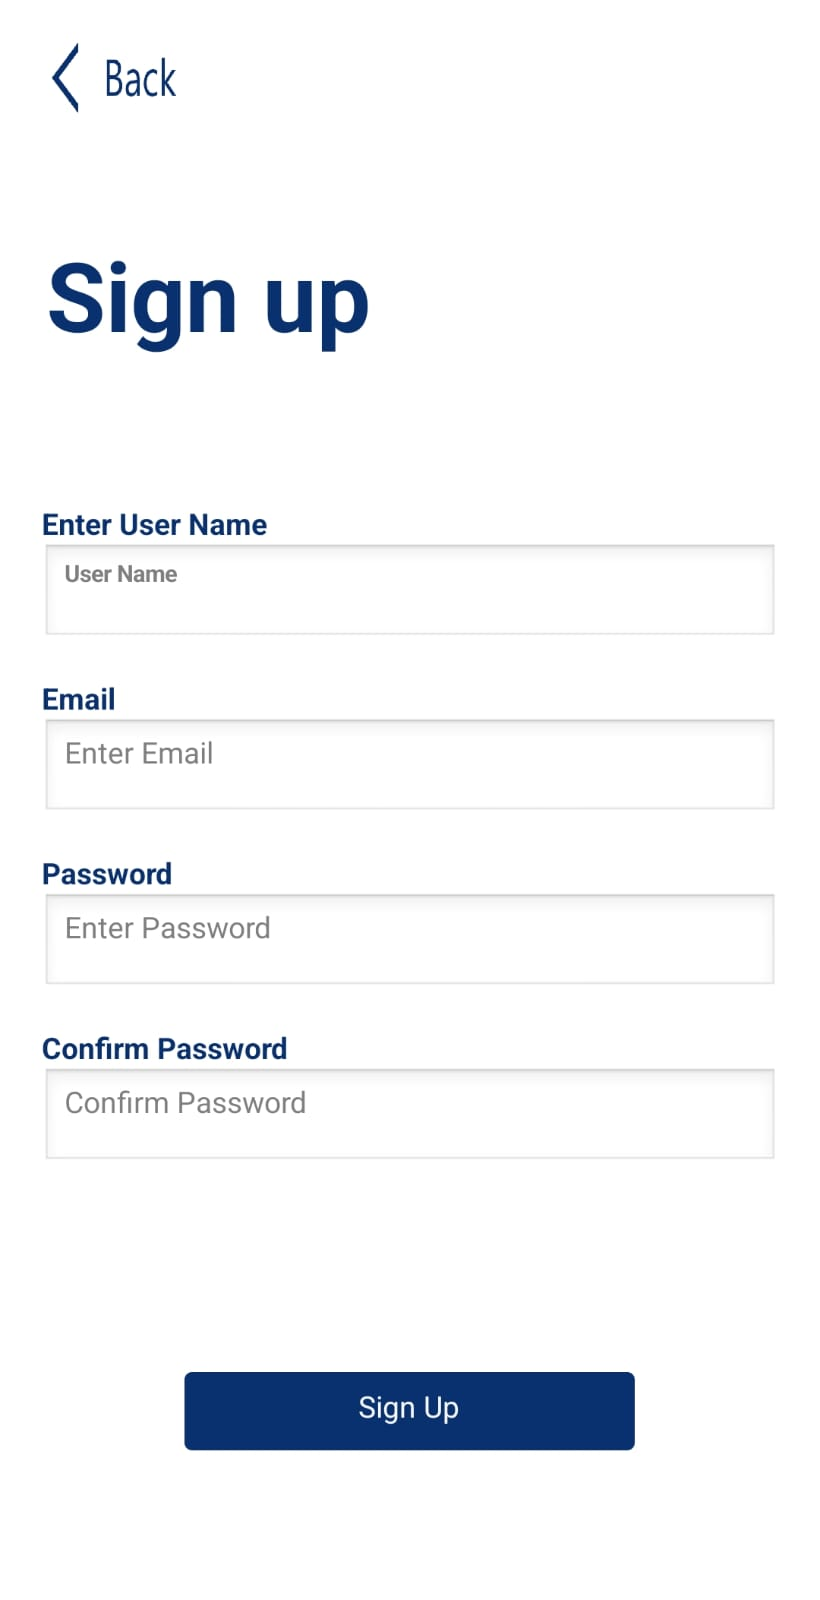 Back
Sign up
Enter User Name
User Name
Email
Enter Email
Password
Enter Password
Confirm Password
Confirm Password
Sign Up